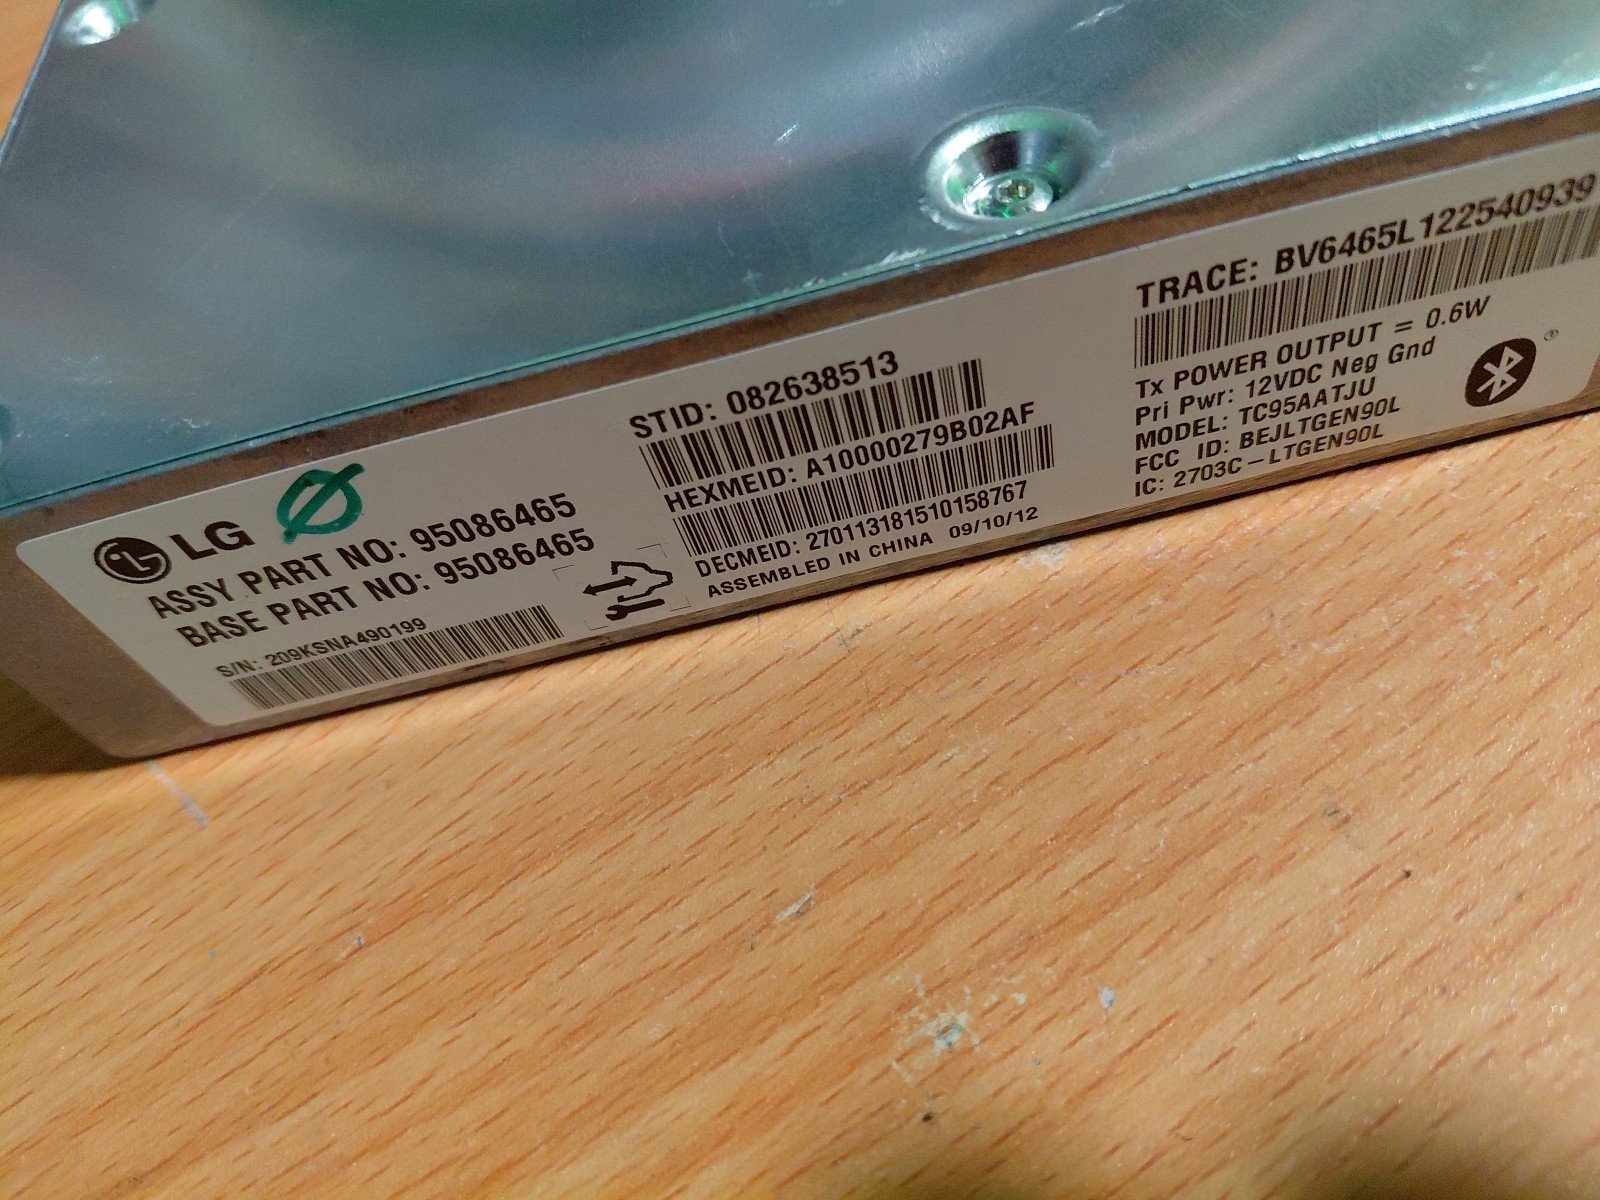 LG
ASSY PART NO: 95086465
BASE PART NO: 95086465
S/N: 209KSNA490199
STID: 082638513
HEXMEID: A10000279B02AF
DECMEID: 270113181510158767
ASSEMBLED IN CHINA 09/10/12
TRACE: BV6465L122540939
Tx POWER OUTPUT = 0.6W
Pri Pwr: 12VDC Neg Gnd
MODEL: TC95AATJU
FCC ID: BEJLTGEN90L
IC: 2703C-LTGEN90L